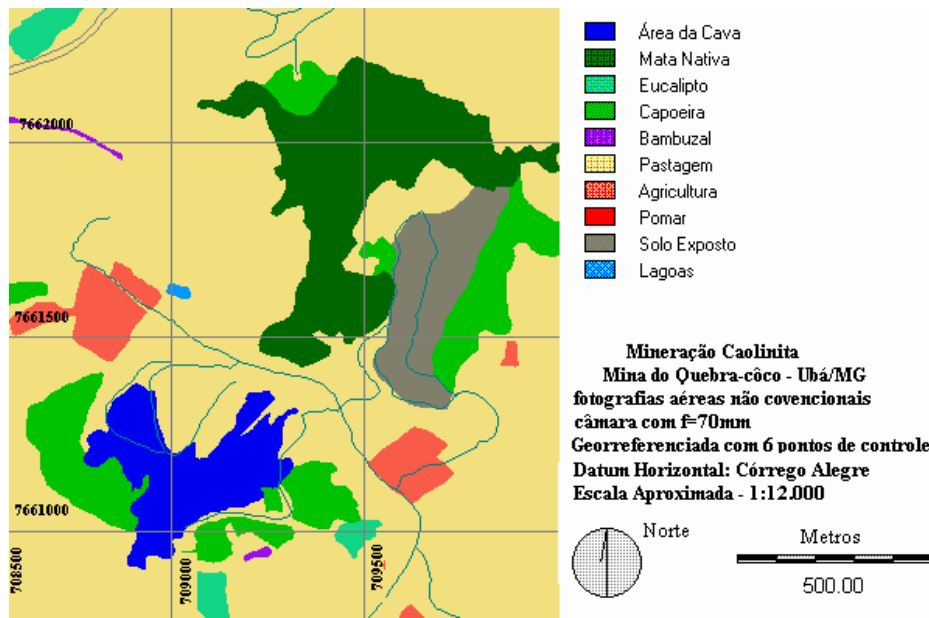 7662000
7661500
7661000
708500
709000
709500
Área da Cava
Mata Nativa
Eucalipto
Capoeira
Bambuzal
Pastagem
Agricultura
Pomar
Solo Exposto
Lagoas
Mineração Caolinita
Mina do Quebra-côco - Ubá/MG
fotografias aéreas não covencionais
câmara com f=70mm
Georreferenciada com 6 pontos de controle
Datum Horizontal: Córrego Alegre
Escala Aproximada - 1:12.000
Norte
Metros
500.00